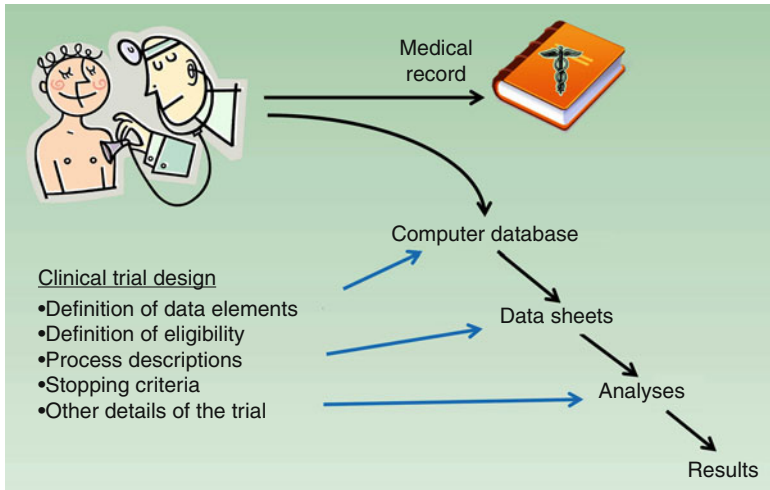 Medical
record
Computer database
Clinical trial design
•Definition of data elements
•Definition of eligibility
•Process descriptions
•Stopping criteria
•Other details of the trial
Data sheets
Analyses
Results